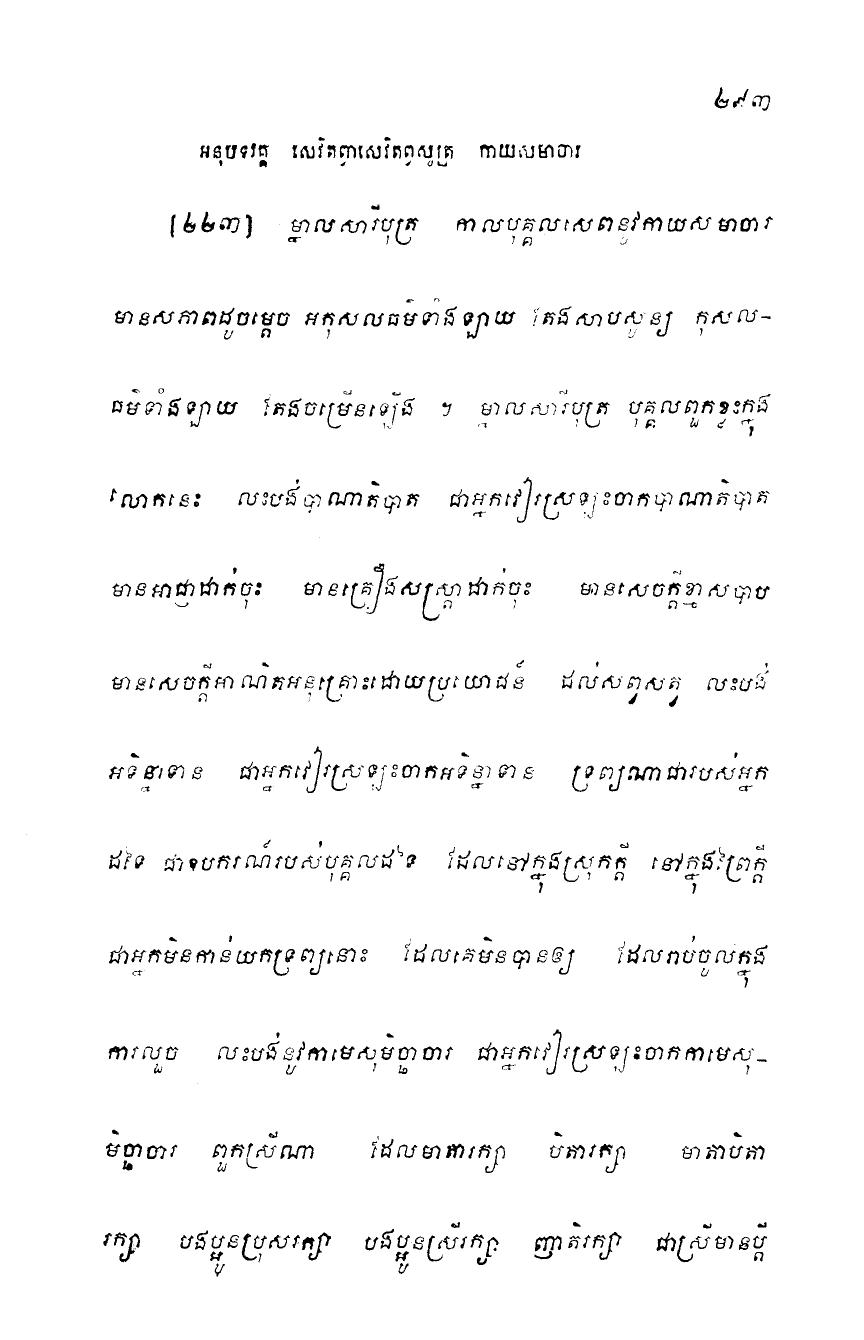 ២៩៣
អនុបទវគ្គ សេវិតព្វាសេវិតព្វសូត្រ កាយសមាចារ
[២២៣] ម្នាលសារីបុត្រ កាលបុគ្គលសេពនូវកាយសមាចារ
មានសភាពដូចម្តេច អកុសលធម៌ទាំងឡាយ តែងសាបសូន្យ កុសល-
ធម៌ទាំងឡាយ តែងចម្រើនឡើង ។ ម្នាលសារីបុត្រ បុគ្គលពួកខ្លះក្នុង
លោកនេះ លះបង់បាណាតិបាត ជាអ្នកវៀរស្រឡះចាកបាណាតិបាត
មានអាជ្ញាដាក់ចុះ មានគ្រឿងសស្ត្រាដាក់ចុះ មានសេចក្តីខ្មាសបាប
មានសេចក្តីអាណិតអនុគ្រោះដោយប្រយោជន៍ ដល់សព្វសត្វ លះបង់
អទិន្នាទាន ជាអ្នកវៀរស្រឡះចាកអទិន្នាទាន ទ្រព្យណាជារបស់អ្នក
ដទៃ ជាឧបករណ៍របស់បុគ្គលដទៃ ដែលនៅក្នុងស្រុកក្តី នៅក្នុងព្រៃក្តី
ជាអ្នកមិនកាន់យកទ្រព្យនោះ ដែលគេមិនបានឲ្យ ដែលរាប់ចូលក្នុង
ការលួច លះបង់នូវកាមេសុមិច្ឆាចារ ជាអ្នកវៀរស្រឡះចាកកាមេសុ-
មិច្ឆាចារ ពួកស្រីណា ដែលមាតារក្សា បិតារក្សា មាតាបិតា
រក្សា បងប្អូនប្រុសរក្សា បងប្អូនស្រីរក្សា ញាតិរក្សា ជាស្រីមានប្តី